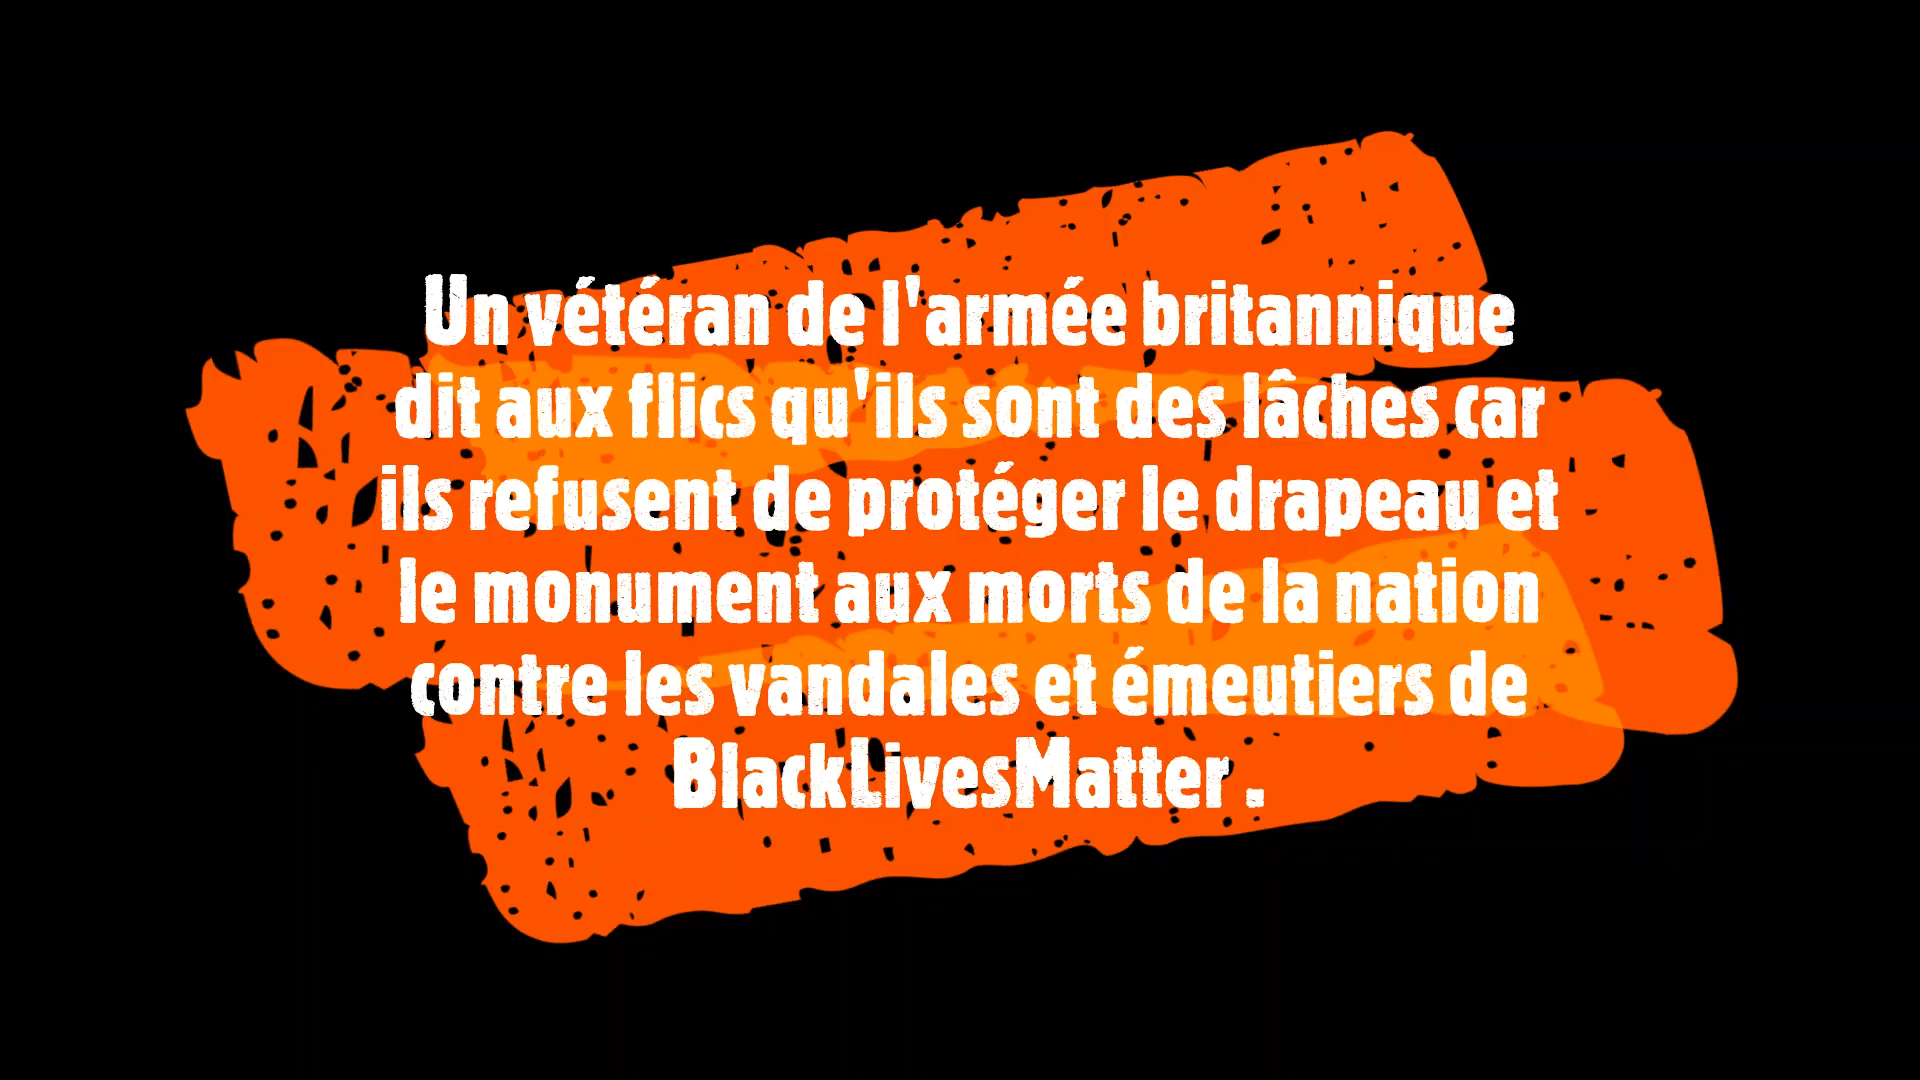 Un vétéran de l'armée britannique
dit aux flics qu'ils sont des lâches car
ils refusent de protéger le drapeau et
le monument aux morts de la nation
contre les vandales et émeutiers de
BlackLivesMatter .